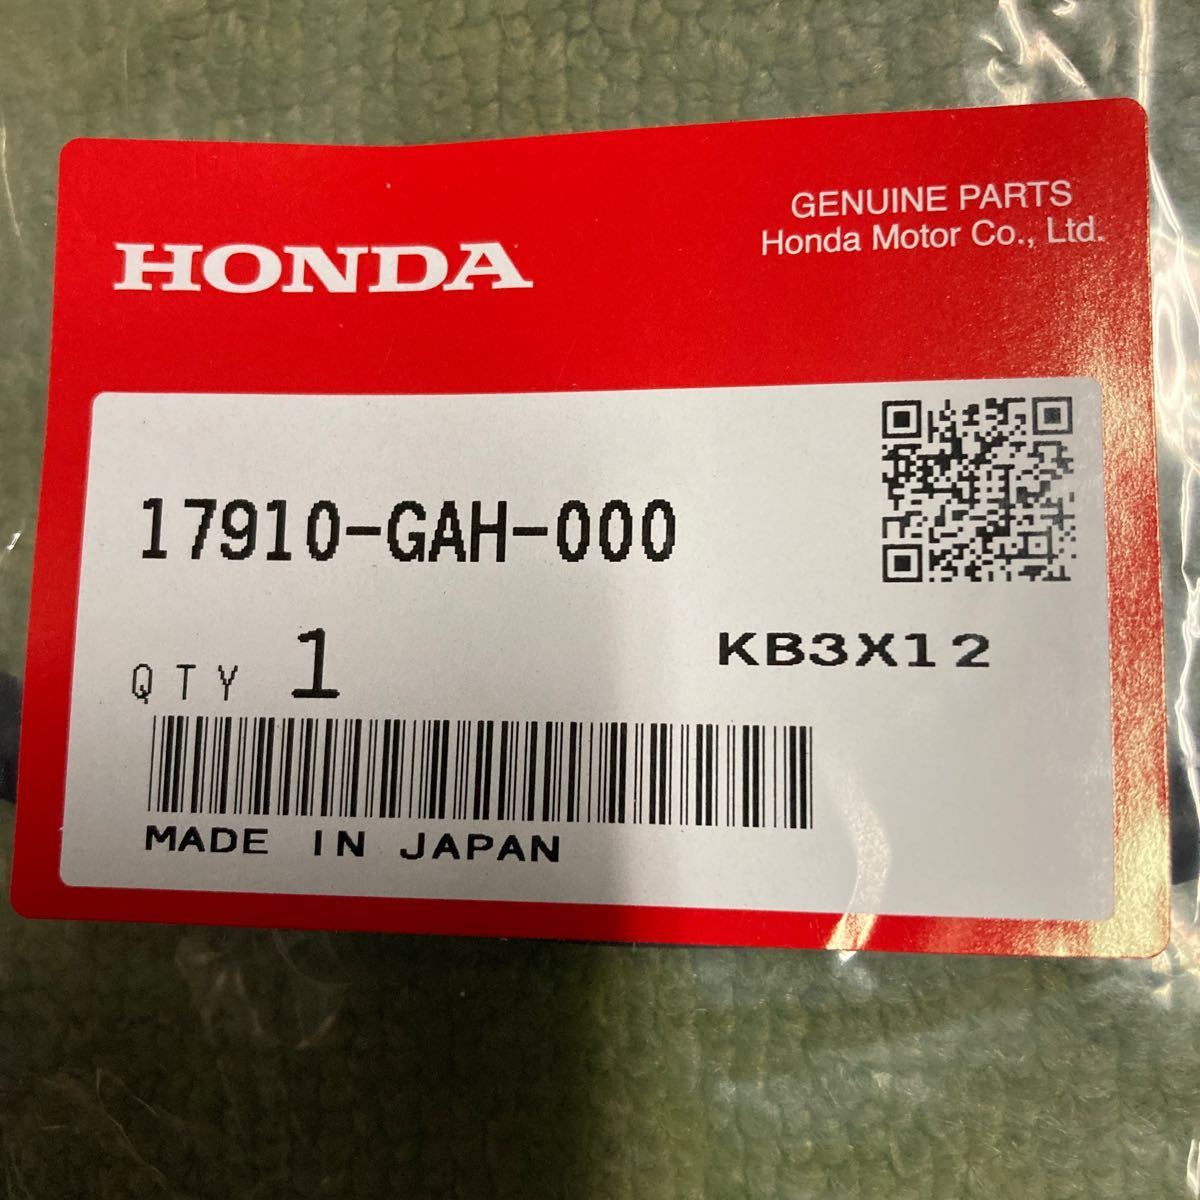 HONDA
GENUINE PARTS
Honda Motor Co., Ltd.
17910-GAH-000
QTY 1
KB3X12
MADE IN JAPAN